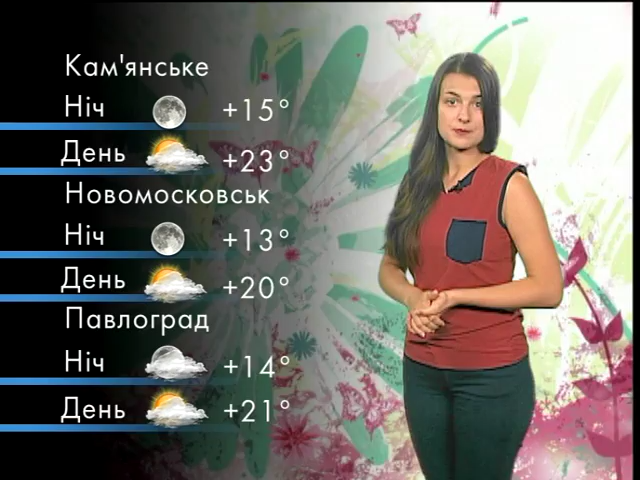 Кам'янське
Ніч +15°
День +23°
Новомосковськ
Ніч +13°
День +20°
Павлоград
Ніч +14°
День +21°